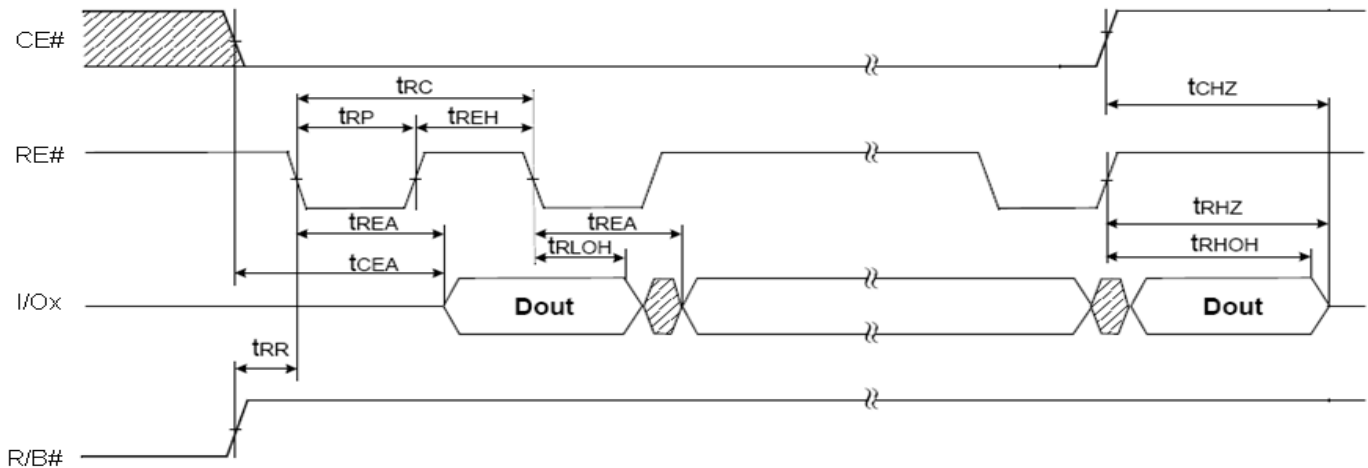 CE#
tRC
tCHZ
tRP
tREH
RE#
tREA
tREA
tRHZ
tRLOH
tRHOH
tCEA
I/Ox
Dout
Dout
tRR
R/B#